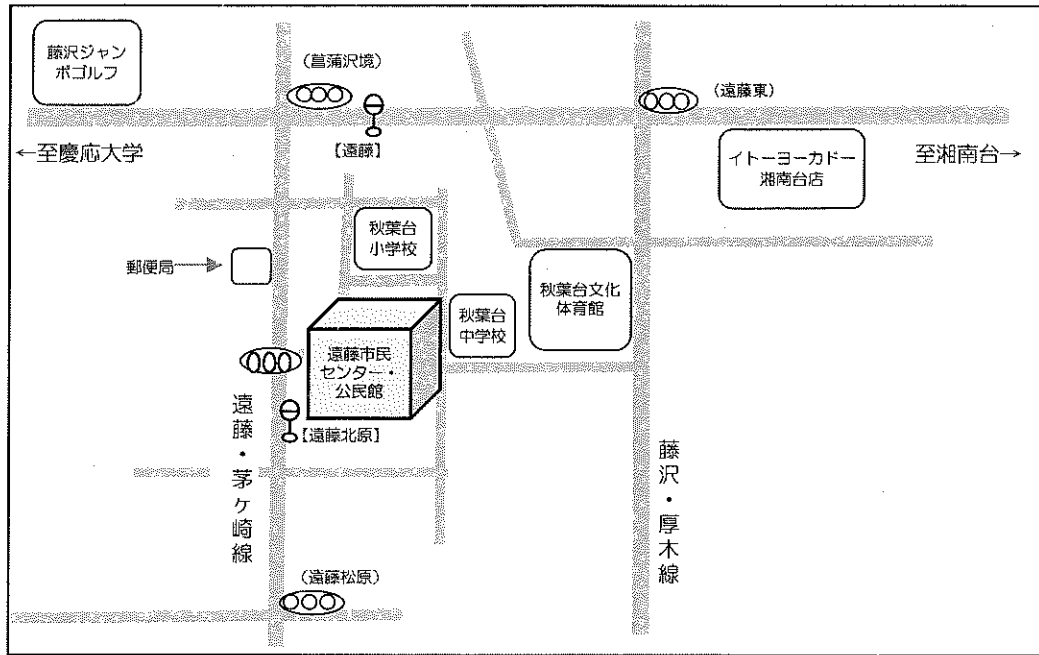 藤沢ジャン
ボゴルフ
(菖蒲沢境)
(遠藤東)
【遠藤】
←至慶応大学
イトーヨーカドー
湘南台店
至湘南台→
秋葉台
小学校
郵便局
秋葉台文化
体育館
秋葉台
中学校
遠藤市民
センター・
公民館
【遠藤北原】
遠藤・茅ヶ崎線
藤沢・厚木線
(遠藤松原)